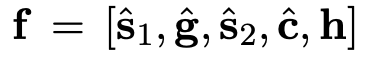 f = [ŝ₁, ĝ, ŝ₂, ĉ, h]